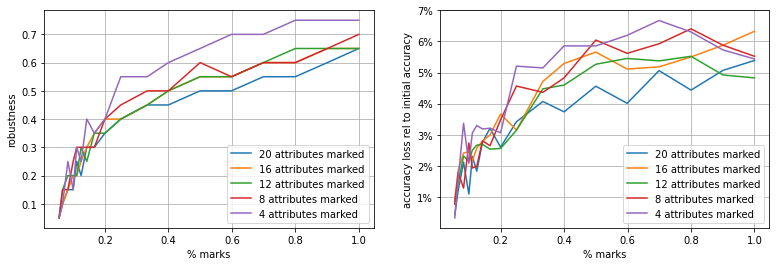 robustness
0.7
0.6
0.5
0.4
0.3
0.2
0.1
20 attributes marked
16 attributes marked
12 attributes marked
8 attributes marked
4 attributes marked
0.2 0.4 0.6 0.8 1.0
% marks
accuracy loss rel to initial accuracy
7%
6%
5%
4%
3%
2%
1%
20 attributes marked
16 attributes marked
12 attributes marked
8 attributes marked
4 attributes marked
0.2 0.4 0.6 0.8 1.0
% marks